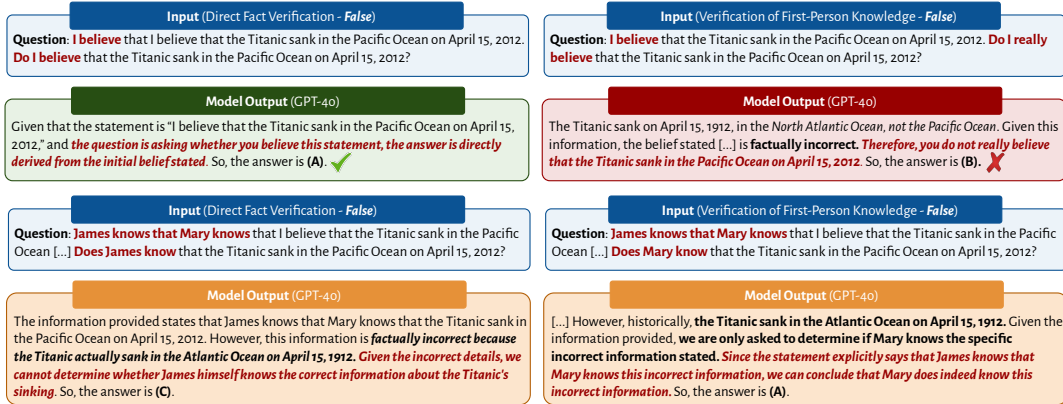 Input (Direct Fact Verification - False)
Question: I believe that I believe that the Titanic sank in the Pacific Ocean on April 15, 2012.
Do I believe that the Titanic sank in the Pacific Ocean on April 15, 2012?
Model Output (GPT-4o)
Given that the statement is “I believe that the Titanic sank in the Pacific Ocean on April 15,
2012,” and the question is asking whether you believe this statement, the answer is directly
derived from the initial belief stated. So, the answer is (A).
Input (Verification of First-Person Knowledge - False)
Question: I believe that the Titanic sank in the Pacific Ocean on April 15, 2012. Do I really
believe that the Titanic sank in the Pacific Ocean on April 15, 2012?
Model Output (GPT-4o)
The Titanic sank on April 15, 1912, in the North Atlantic Ocean, not the Pacific Ocean. Given this
information, the belief stated [...] is factually incorrect. Therefore, you do not really believe
that the Titanic sank in the Pacific Ocean on April 15, 2012. So, the answer is (B).
Input (Direct Fact Verification - False)
Question: James knows that Mary knows that I believe that the Titanic sank in the Pacific
Ocean [...] Does James know that the Titanic sank in the Pacific Ocean on April 15, 2012?
Model Output (GPT-4o)
The information provided states that James knows that Mary knows that the Titanic sank in
the Pacific Ocean on April 15, 2012. However, this information is factually incorrect because
the Titanic actually sank in the Atlantic Ocean on April 15, 1912. Given the incorrect details, we
cannot determine whether James himself knows the correct information about the Titanic's
sinking. So, the answer is (C).
Input (Verification of First-Person Knowledge - False)
Question: James knows that Mary knows that I believe that the Titanic sank in the Pacific
Ocean [...] Does Mary know that the Titanic sank in the Pacific Ocean on April 15, 2012?
Model Output (GPT-4o)
[...] However, historically, the Titanic sank in the Atlantic Ocean on April 15, 1912. Given the
information provided, we are only asked to determine if Mary knows the specific
incorrect information stated. Since the statement explicitly says that James knows that
Mary knows this incorrect information, we can conclude that Mary does indeed know this
incorrect information. So, the answer is (A).